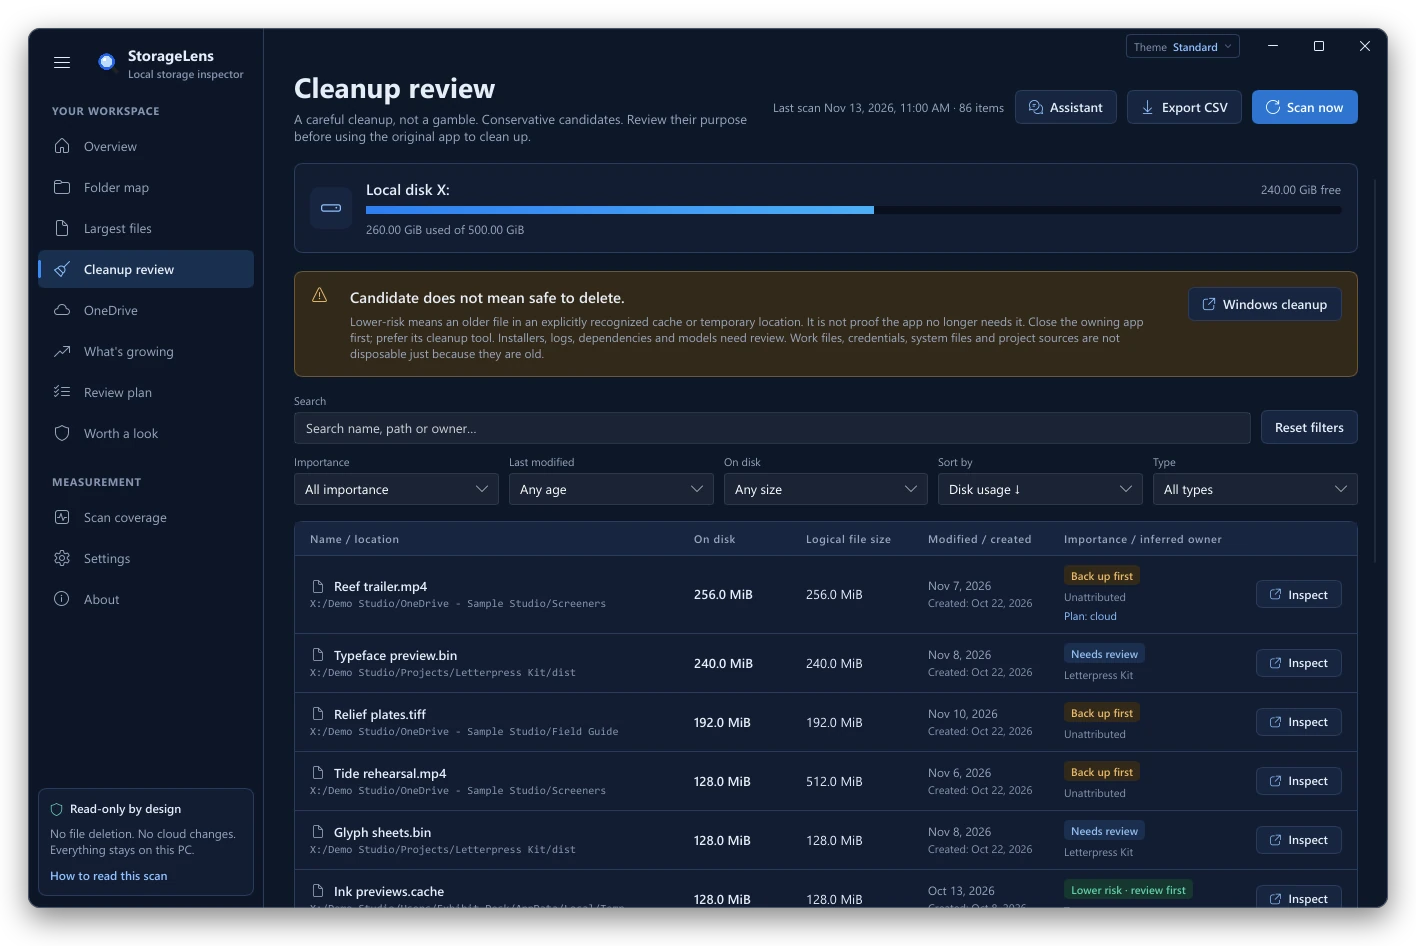 StorageLens
Local storage inspector
YOUR WORKSPACE
Overview
Folder map
Largest files
Cleanup review
OneDrive
What's growing
Review plan
Worth a look
MEASUREMENT
Scan coverage
Settings
About
Read-only by design
No file deletion. No cloud changes.
Everything stays on this PC.
How to read this scan
Theme Standard
Cleanup review
A careful cleanup, not a gamble. Conservative candidates. Review their purpose
before using the original app to clean up.
Last scan Nov 13, 2026, 11:00 AM · 86 items
Assistant
Export CSV
Scan now
Local disk X:
240.00 GiB free
260.00 GiB used of 500.00 GiB
Candidate does not mean safe to delete.
Lower-risk means an older file in an explicitly recognized cache or temporary location. It is not proof the app no longer needs it. Close the owning app
first; prefer its cleanup tool. Installers, logs, dependencies and models need review. Work files, credentials, system files and project sources are not
disposable just because they are old.
Windows cleanup
Search
Search name, path or owner...
Reset filters
Importance
Last modified
On disk
Sort by
Type
All importance
Any age
Any size
Disk usage ↓
All types
Name / location On disk Logical file size Modified / created Importance / inferred owner
Reef trailer.mp4
X:/Demo Studio/OneDrive - Sample Studio/Screeners
256.0 MiB
256.0 MiB
Nov 7, 2026
Created: Oct 22, 2026
Back up first
Unattributed
Plan: cloud
Inspect
Typeface preview.bin
X:/Demo Studio/Projects/Letterpress Kit/dist
240.0 MiB
240.0 MiB
Nov 8, 2026
Created: Oct 22, 2026
Needs review
Letterpress Kit
Inspect
Relief plates.tiff
X:/Demo Studio/OneDrive - Sample Studio/Field Guide
192.0 MiB
192.0 MiB
Nov 10, 2026
Created: Oct 22, 2026
Back up first
Unattributed
Inspect
Tide rehearsal.mp4
X:/Demo Studio/OneDrive - Sample Studio/Screeners
128.0 MiB
512.0 MiB
Nov 6, 2026
Created: Oct 22, 2026
Back up first
Unattributed
Inspect
Glyph sheets.bin
X:/Demo Studio/Projects/Letterpress Kit/dist
128.0 MiB
128.0 MiB
Nov 8, 2026
Created: Oct 22, 2026
Needs review
Letterpress Kit
Inspect
Ink previews.cache
128.0 MiB
128.0 MiB
Oct 13, 2026
Lower risk · review first
Inspect